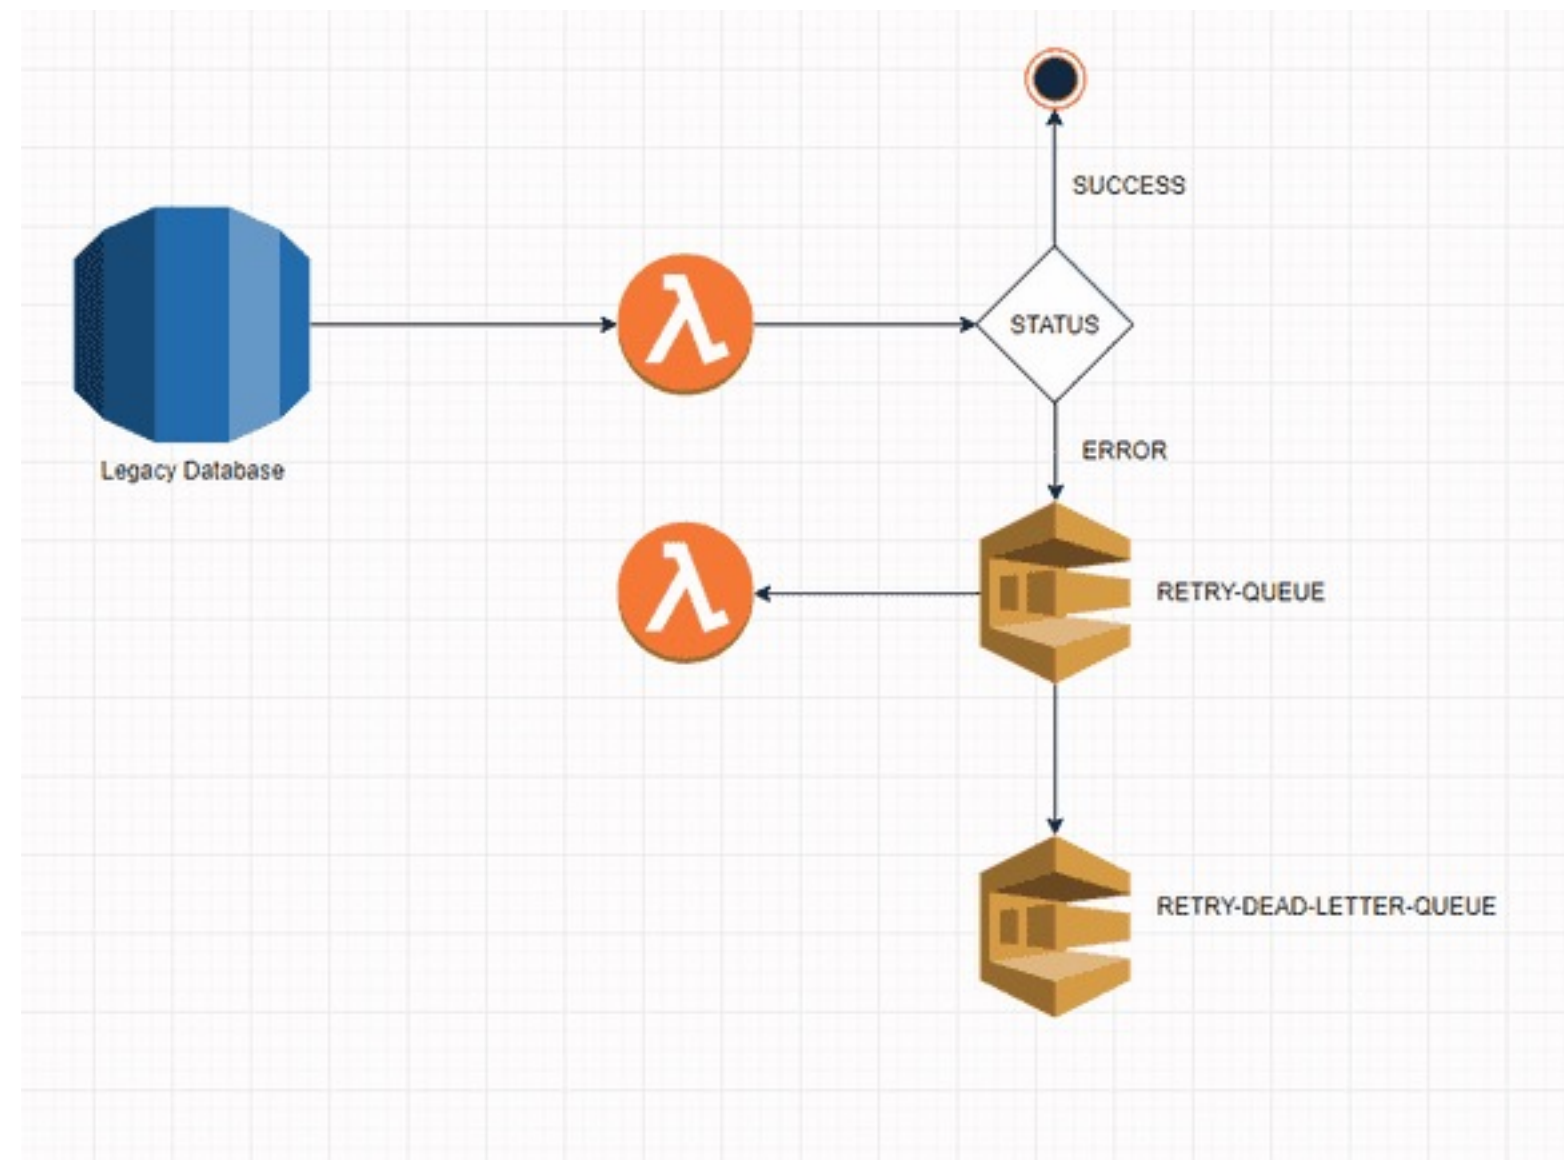 SUCCESS
STATUS
ERROR
Legacy Database
RETRY-QUEUE
RETRY-DEAD-LETTER-QUEUE